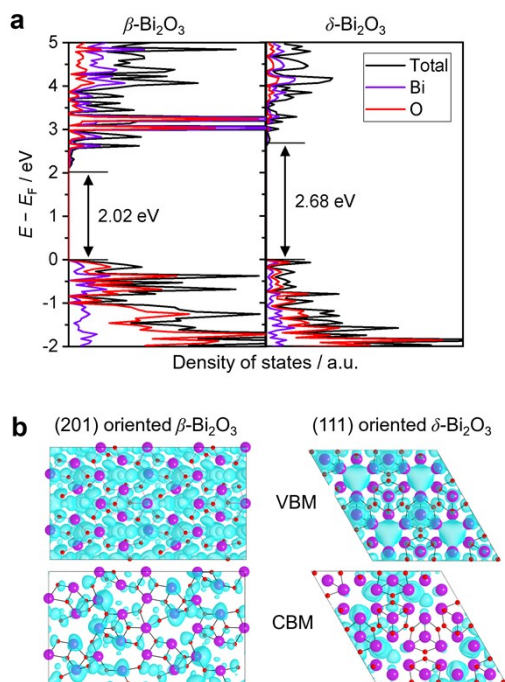 a
β-Bi₂O₃
δ-Bi₂O₃
5
4
3
2
1
0
-1
-2
E − E_F / eV
2.02 eV
2.68 eV
Total
Bi
O
Density of states / a.u.
b
(201) oriented β-Bi₂O₃
(111) oriented δ-Bi₂O₃
VBM
CBM